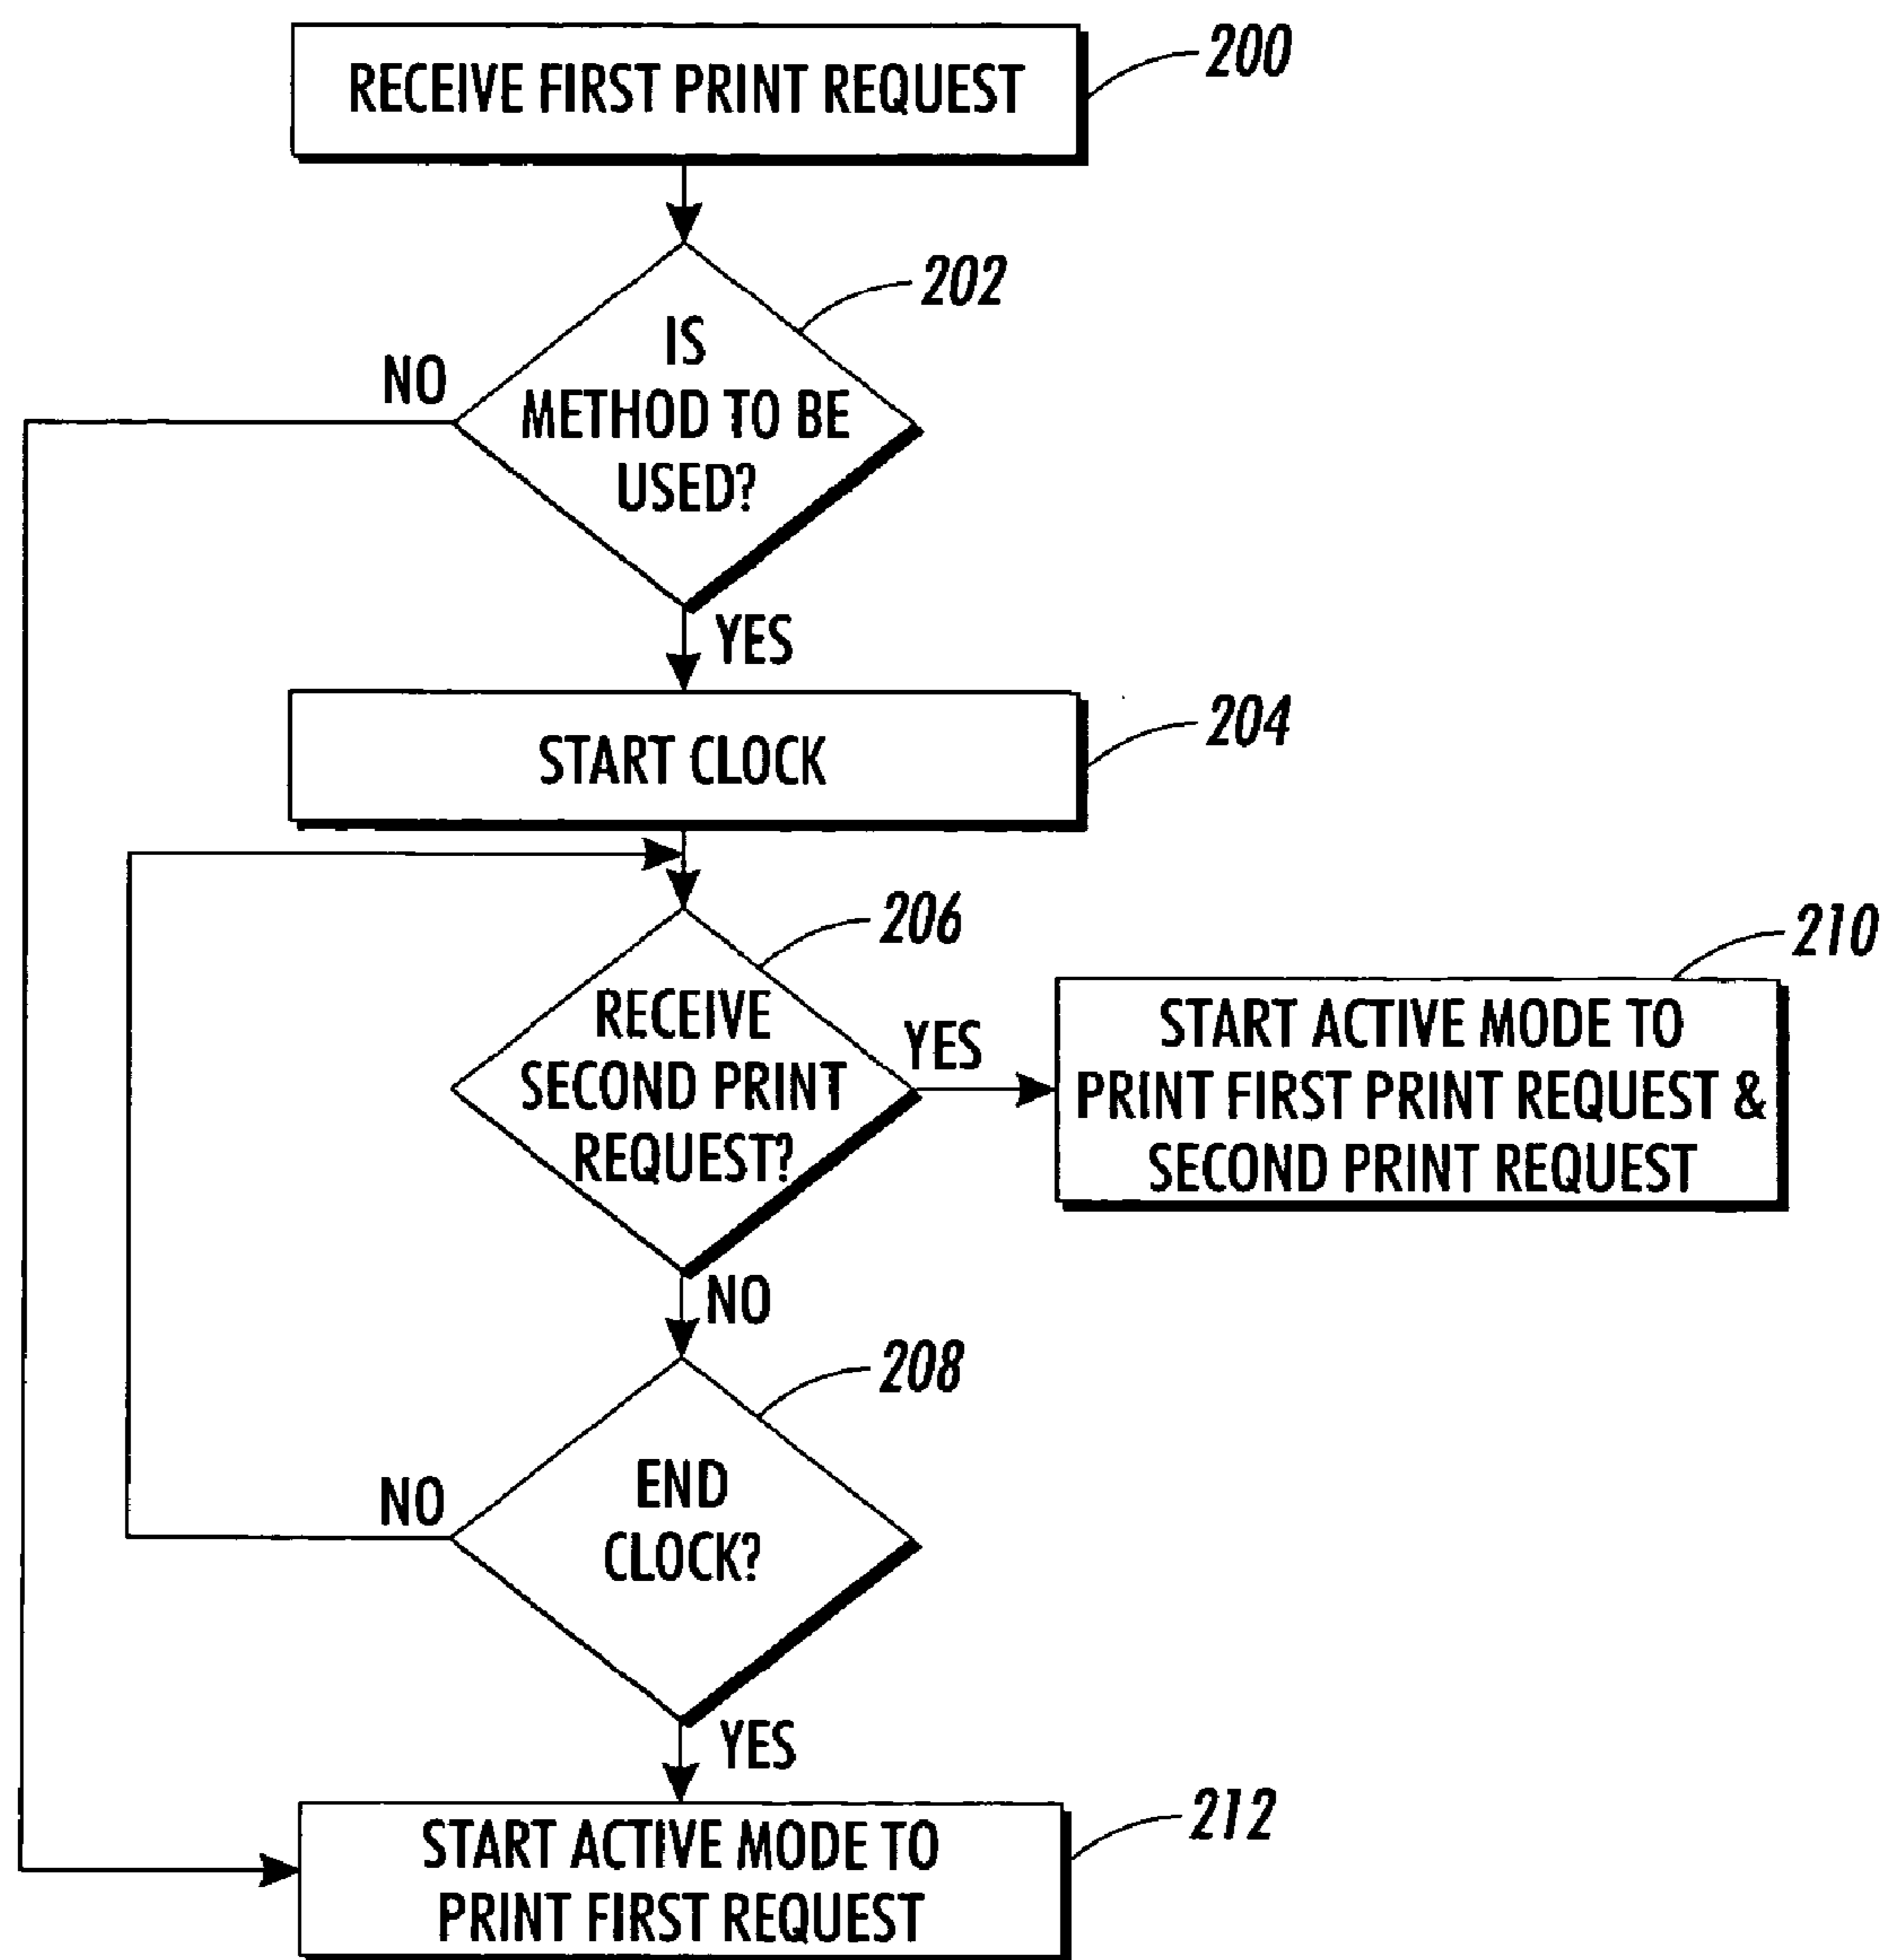 RECEIVE FIRST PRINT REQUEST
200
202
IS
METHOD TO BE
USED?
NO
YES
START CLOCK
204
206
RECEIVE
SECOND PRINT
REQUEST?
YES
210
START ACTIVE MODE TO
PRINT FIRST PRINT REQUEST &
SECOND PRINT REQUEST
NO
208
END
CLOCK?
NO
YES
START ACTIVE MODE TO
PRINT FIRST REQUEST
212